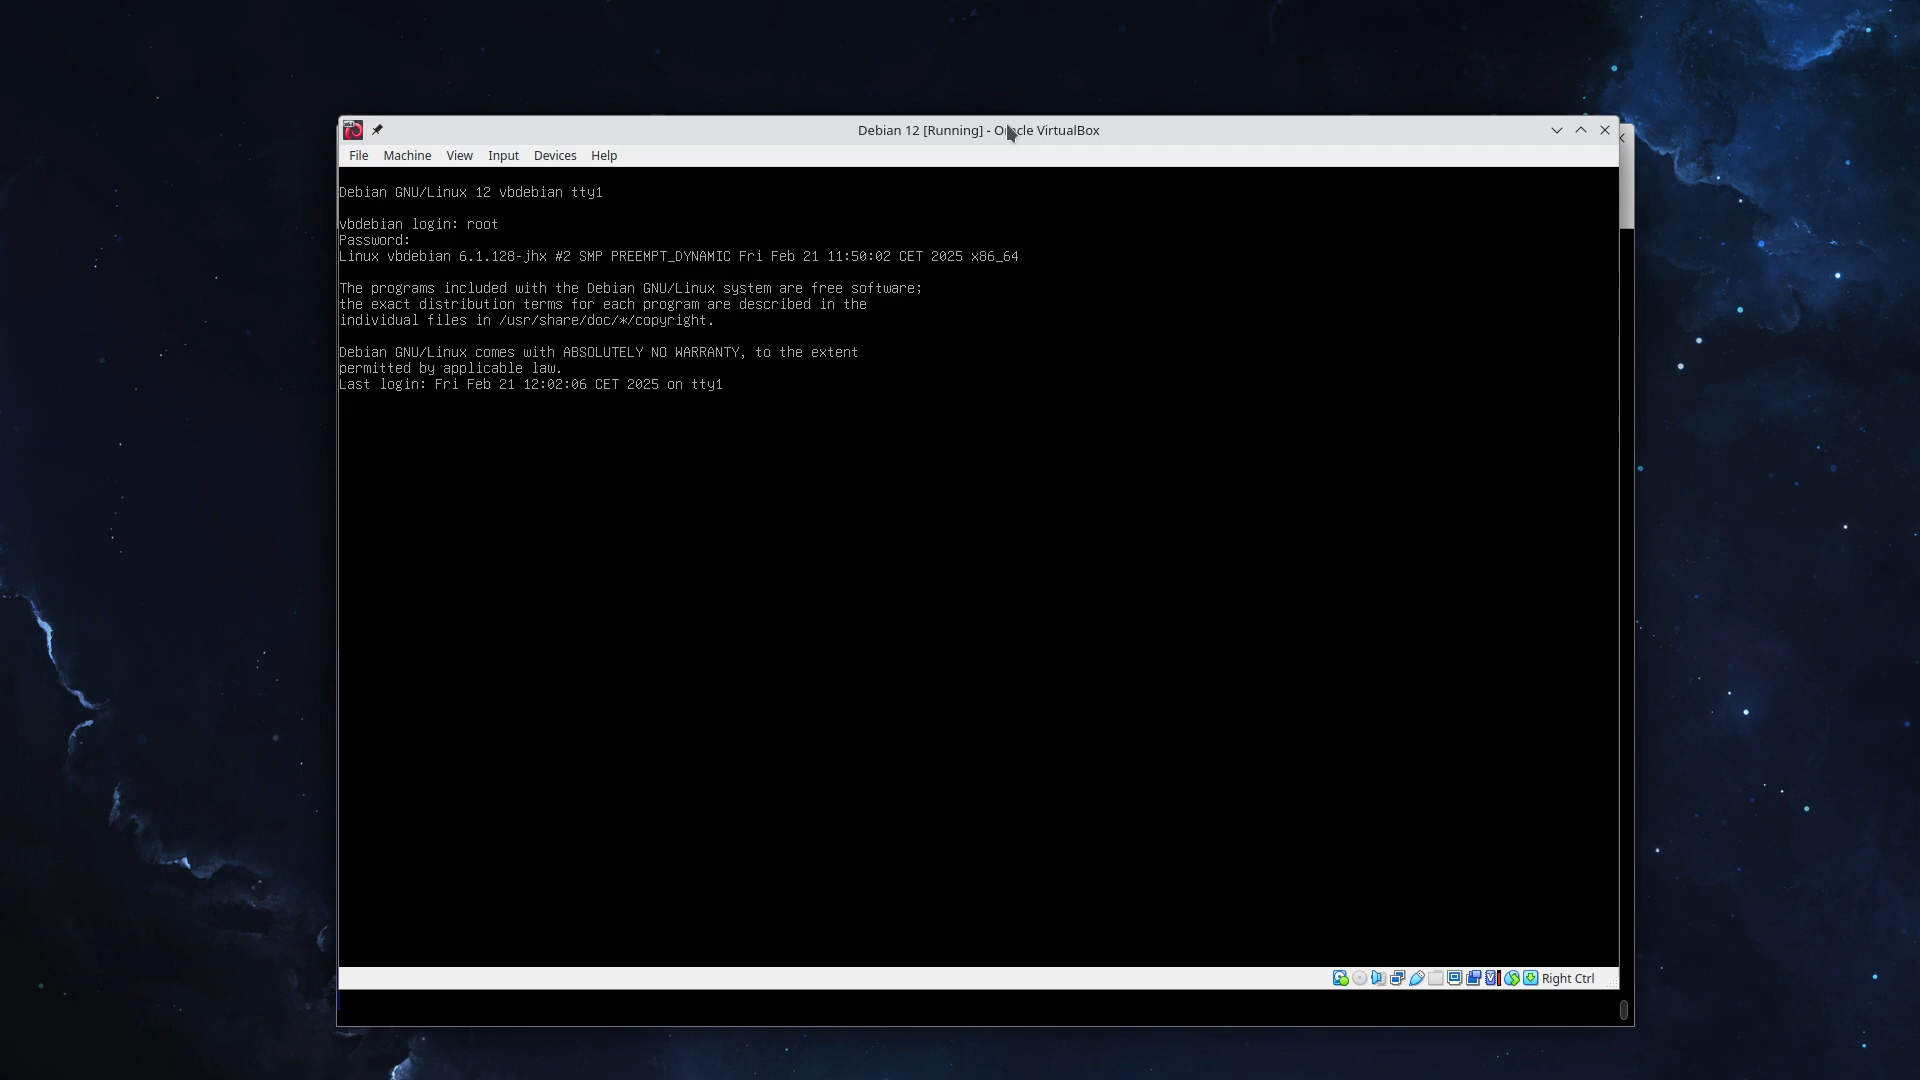 Debian 12 [Running] - Oracle VirtualBox
File Machine View Input Devices Help
Debian GNU/Linux 12 vbdebian tty1
vbdebian login: root
Password:
Linux vbdebian 6.1.128-jhx #2 SMP PREEMPT_DYNAMIC Fri Feb 21 11:50:02 CET 2025 x86_64
The programs included with the Debian GNU/Linux system are free software;
the exact distribution terms for each program are described in the
individual files in /usr/share/doc/*/copyright.
Debian GNU/Linux comes with ABSOLUTELY NO WARRANTY, to the extent
permitted by applicable law.
Last login: Fri Feb 21 12:02:06 CET 2025 on tty1
Right Ctrl